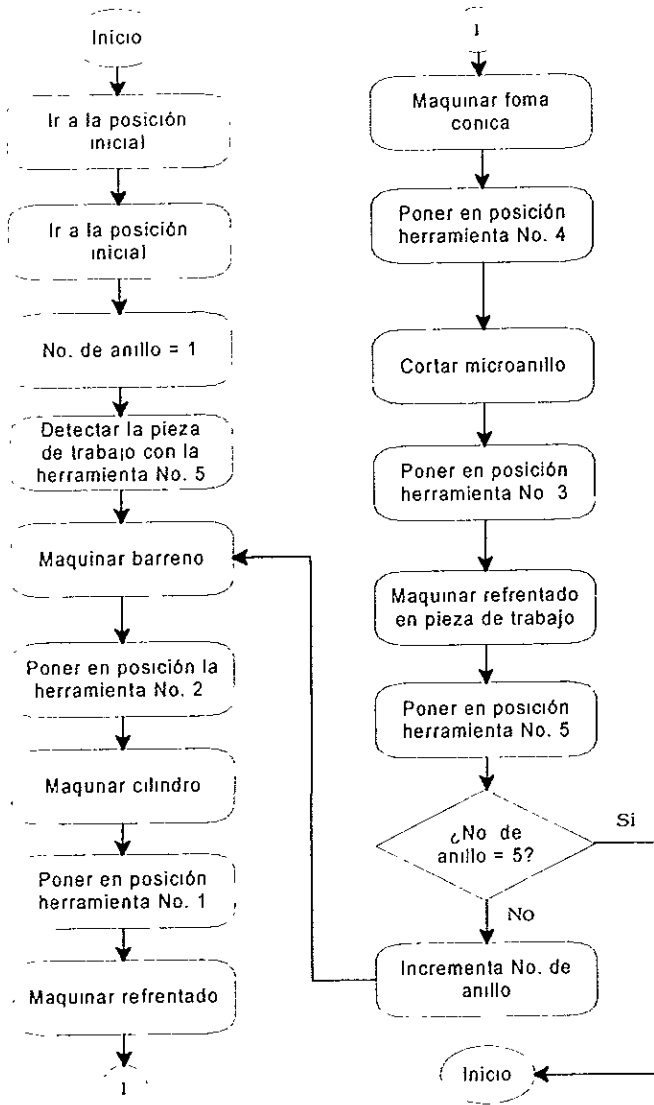 Inicio
Ir a la posición
inicial
Ir a la posición
inicial
No. de anillo = 1
Detectar la pieza
de trabajo con la
herramienta No. 5
Maquinar barreno
Poner en posición la
herramienta No. 2
Maqunar cilindro
Poner en posición
herramienta No. 1
Maquinar refrentado
1
1
Maquinar foma
conica
Poner en posición
herramienta No. 4
Cortar microanillo
Poner en posición
herramienta No 3
Maquinar refrentado
en pieza de trabajo
Poner en posición
herramienta No. 5
¿No de
anillo = 5?
Si
No
Incrementa No. de
anillo
Inicio